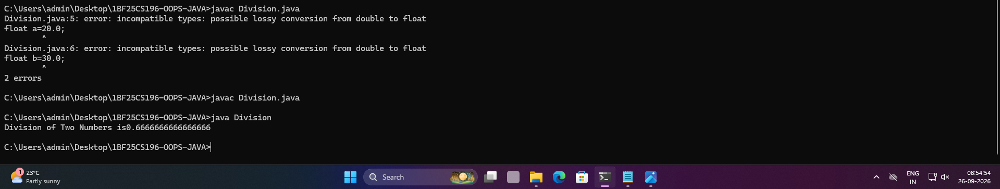 C:\Users\admin\Desktop\1BF25CS196-OOPS-JAVA>javac Division.java
Division.java:5: error: incompatible types: possible lossy conversion from double to float
float a=20.0;
        ^
Division.java:6: error: incompatible types: possible lossy conversion from double to float
float b=30.0;
        ^
2 errors
C:\Users\admin\Desktop\1BF25CS196-OOPS-JAVA>javac Division.java
C:\Users\admin\Desktop\1BF25CS196-OOPS-JAVA>java Division
Division of Two Numbers is0.6666666666666666
C:\Users\admin\Desktop\1BF25CS196-OOPS-JAVA>
1
23°C
Partly sunny
Search
ENG
IN
08:54:54
26-09-2026